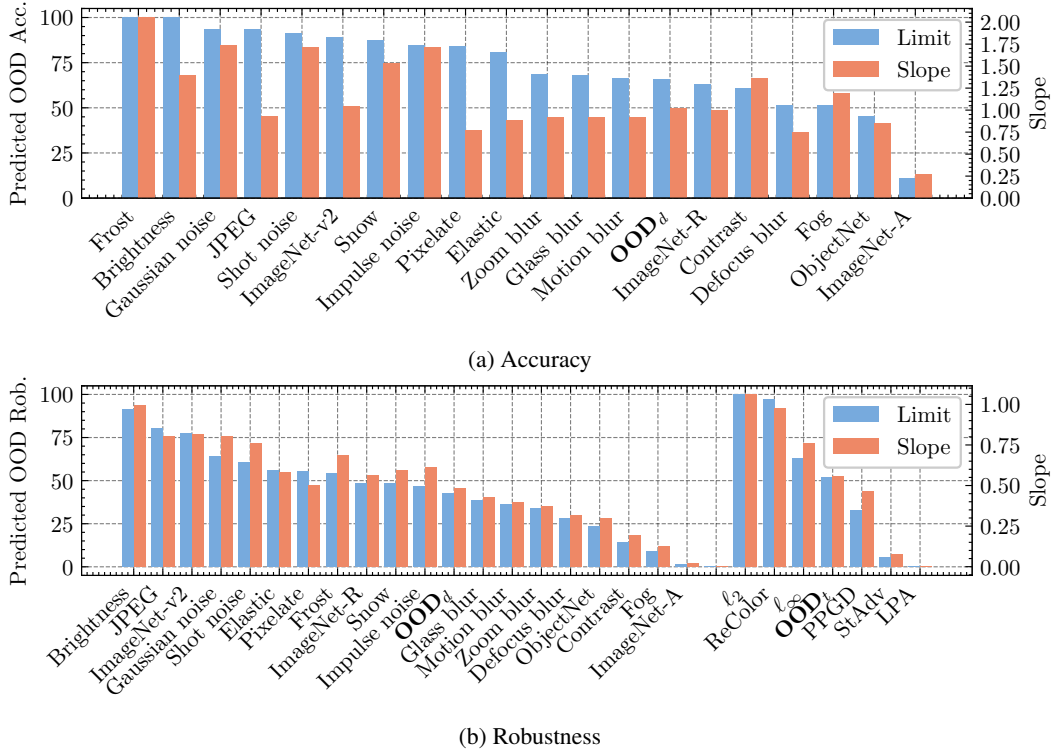 Predicted OOD Acc.
100
75
50
25
0
2.00
1.75
1.50
1.25
1.00
0.75
0.50
0.25
0.00
Slope
Limit
Slope
Frost
Brightness
Gaussian noise
JPEG
Shot noise
ImageNet-v2
Snow
Impulse noise
Pixelate
Elastic
Zoom blur
Glass blur
Motion blur
OOD_d
ImageNet-R
Contrast
Defocus blur
Fog
ObjectNet
ImageNet-A
(a) Accuracy
Predicted OOD Rob.
100
75
50
25
0
1.00
0.75
0.50
0.25
0.00
Slope
Limit
Slope
Brightness
JPEG
ImageNet-v2
Gaussian noise
Shot noise
Elastic
Pixelate
Frost
ImageNet-R
Snow
Impulse noise
OOD_d
Glass blur
Motion blur
Zoom blur
Defocus blur
ObjectNet
Contrast
Fog
ImageNet-A
ℓ₂
ReColor
ℓ∞
OOD_t
PPGD
StAdv
LPA
(b) Robustness